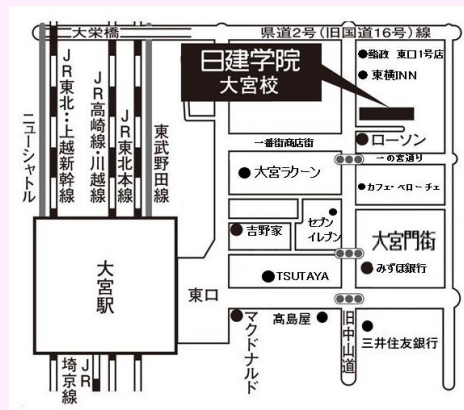 大栄橋
県道2号(旧国道16号)線
日建学院
大宮校
鮨政 東口1号店
東横INN
ローソン
一の宮通り
一番街商店街
大宮ラクーン
カフェ・ベローチェ
吉野家
セブン
イレブン
大宮門街
みずほ銀行
TSUTAYA
東口
大宮駅
マクドナルド
髙島屋
旧中山道
三井住友銀行
ニューシャトル
JR東北・上越新幹線
JR高崎線・川越線
JR東北本線
東武野田線
JR
埼京線